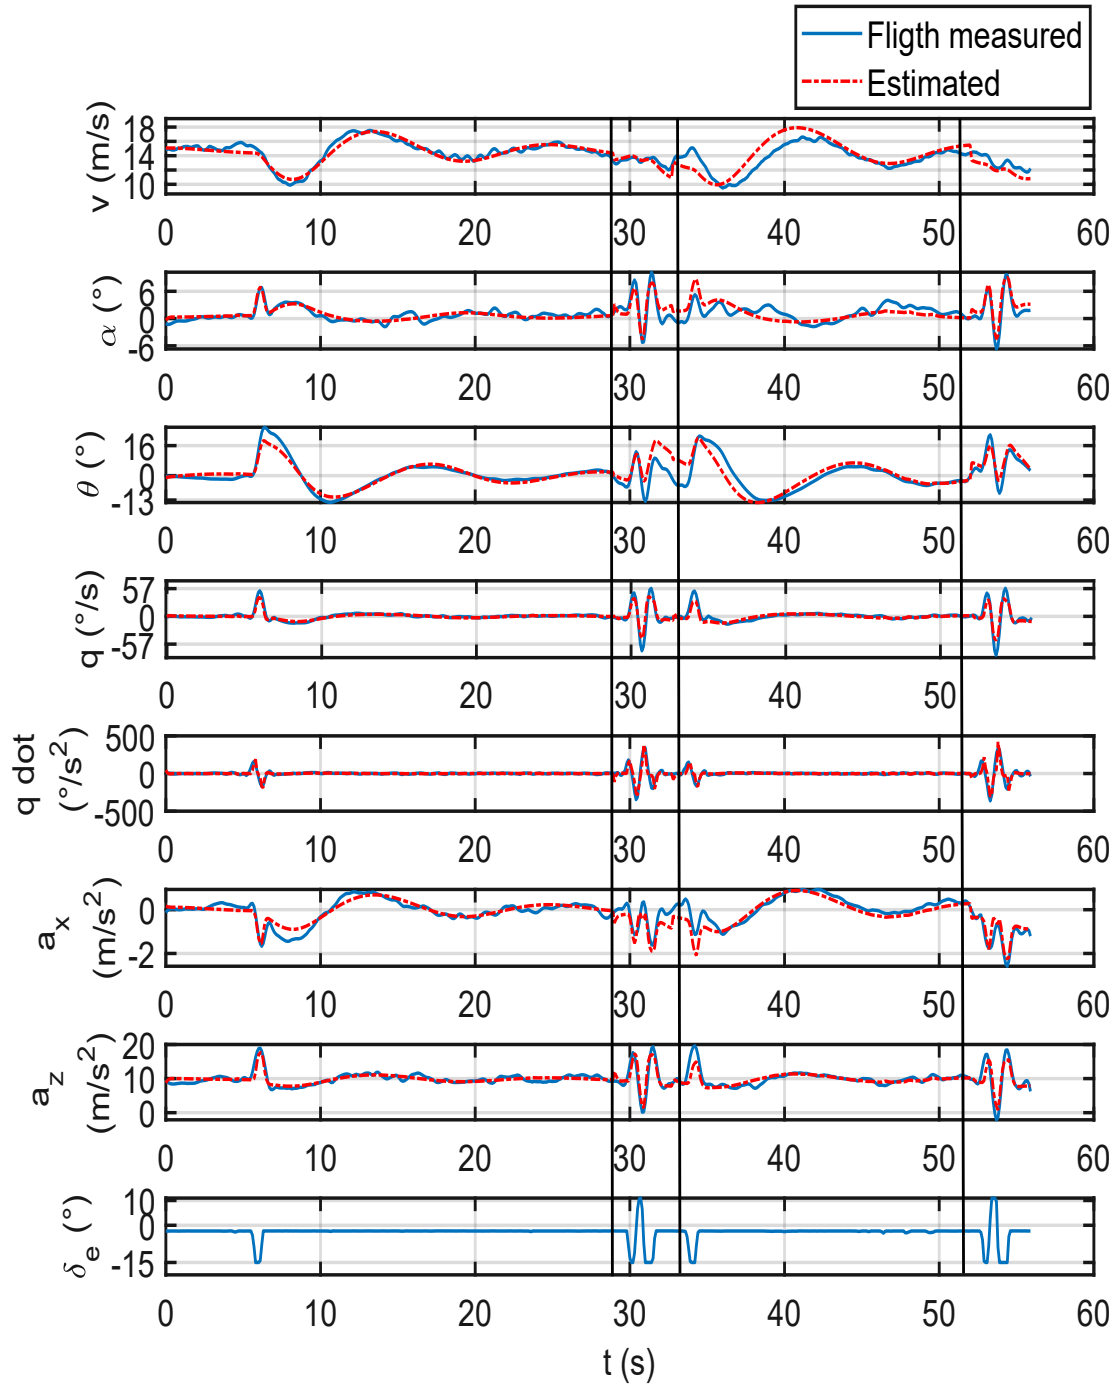 Fligth measured
Estimated
v (m/s)
18
14
10
0 10 20 30 40 50 60
α (°)
6
0
-6
0 10 20 30 40 50 60
θ (°)
16
0
-13
0 10 20 30 40 50 60
q (°/s)
57
0
-57
0 10 20 30 40 50 60
q dot
(°/s²)
500
0
-500
0 10 20 30 40 50 60
a_x
(m/s²)
0
-2
0 10 20 30 40 50 60
a_z
(m/s²)
20
10
0
0 10 20 30 40 50 60
δ_e (°)
10
0
-15
0 10 20 30 40 50 60
t (s)